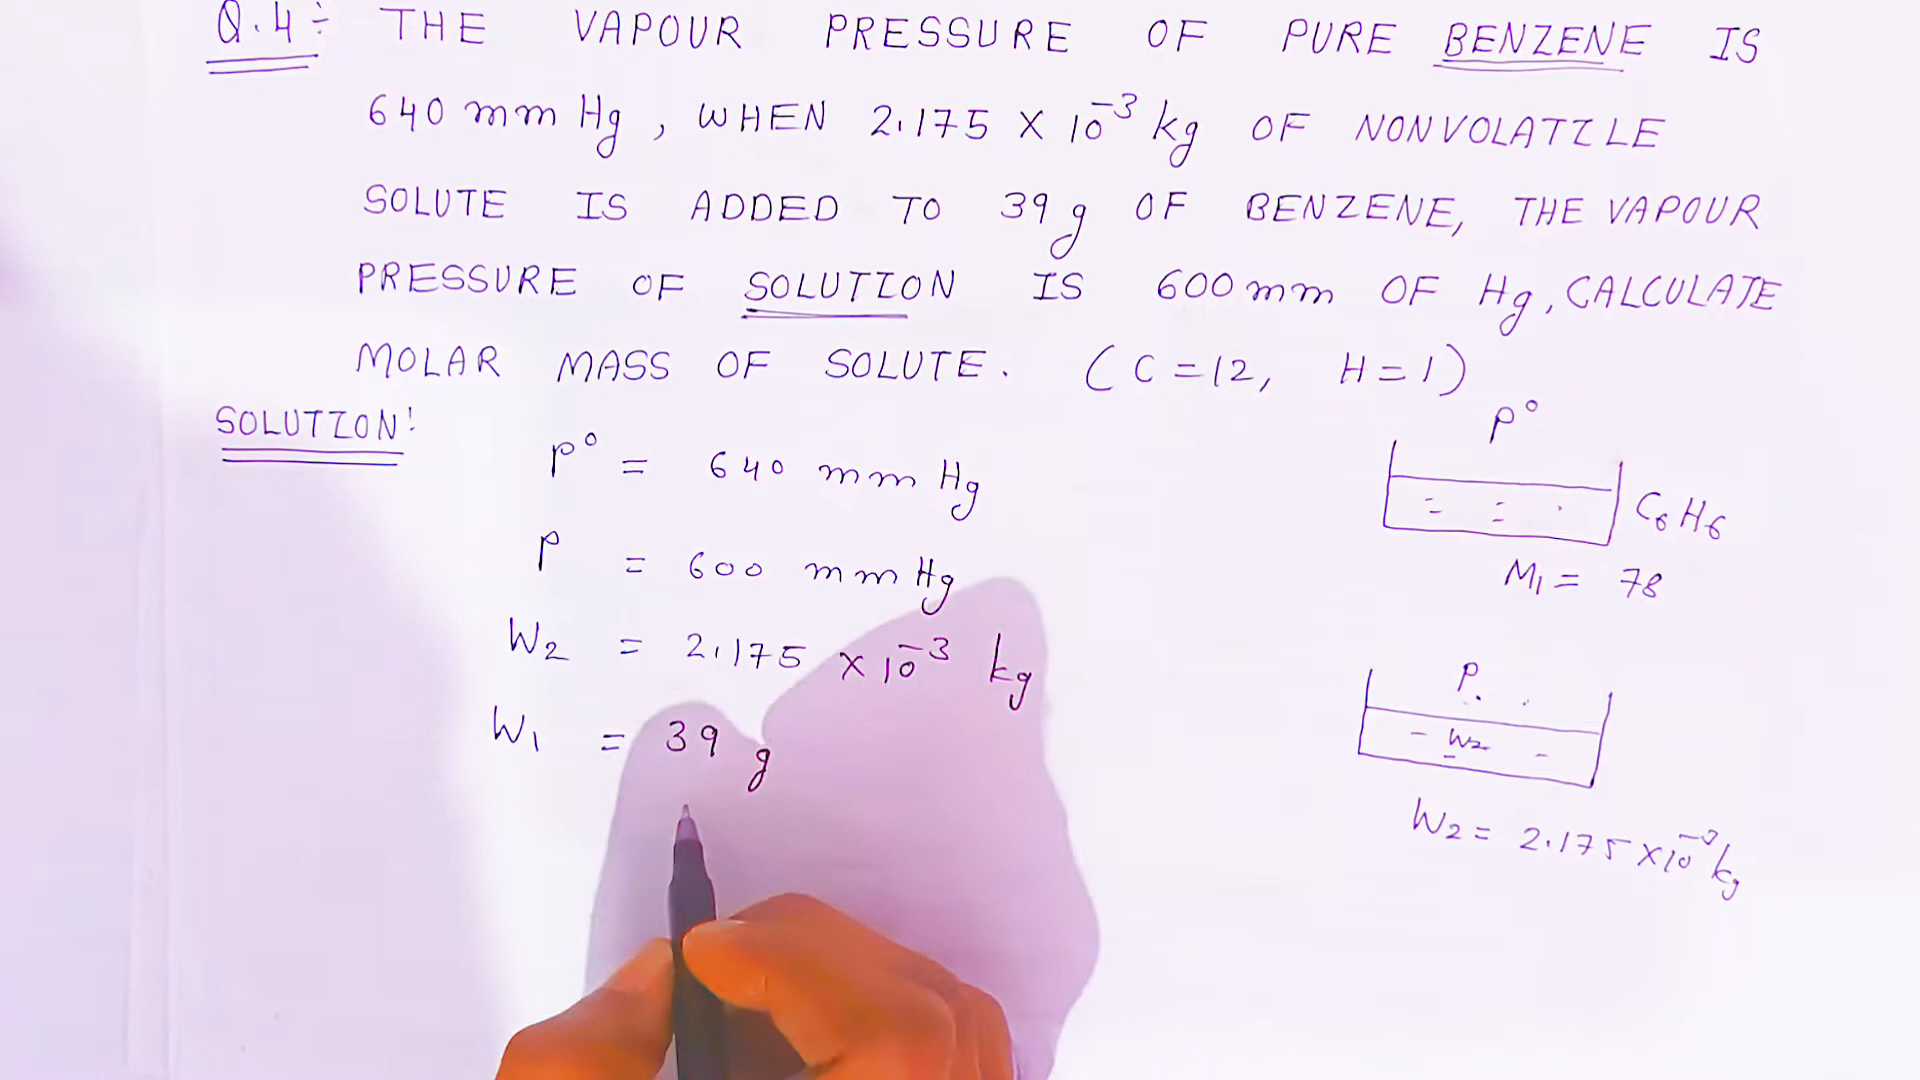 Q.4:- THE VAPOUR PRESSURE OF PURE BENZENE IS
640 mm Hg, WHEN 2.175 × 10⁻³ kg OF NONVOLATILE
SOLUTE IS ADDED TO 39 g OF BENZENE, THE VAPOUR
PRESSURE OF SOLUTION IS 600 mm OF Hg, CALCULATE
MOLAR MASS OF SOLUTE. (C = 12, H = 1)
SOLUTION:
P° = 640 mm Hg
P = 600 mm Hg
W₂ = 2.175 × 10⁻³ kg
W₁ = 39 g
P°
C₆H₆
M₁ = 78
P
W₂
W₂ = 2.175 × 10⁻³ kg